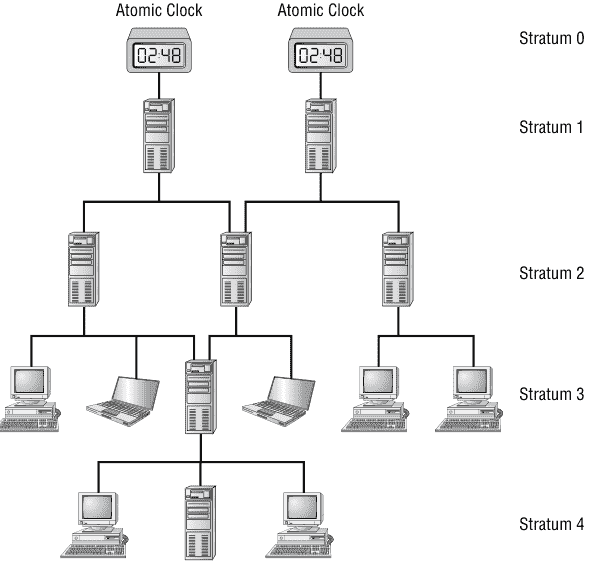 Atomic Clock
Atomic Clock
Stratum 0
02:48
02:48
Stratum 1
Stratum 2
Stratum 3
Stratum 4